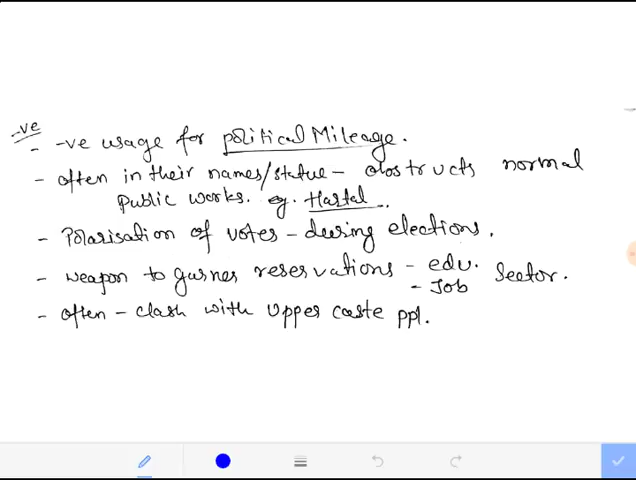 -ve
- -ve usage for political Mileage.
- often in their names/statue - obstructs normal
public works. eg. Hartal.
- Polarisation of votes - during elections.
- weapon to garner reservations - edu. Sector.
- Job
- often - clash with Upper caste ppl.